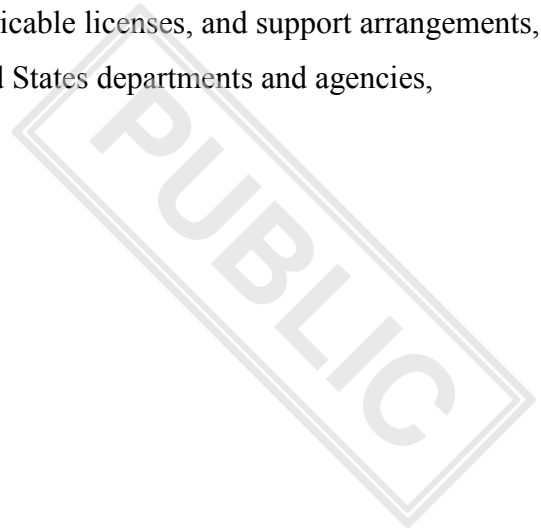 icable licenses, and support arrangements,
d States departments and agencies,
PUBLIC